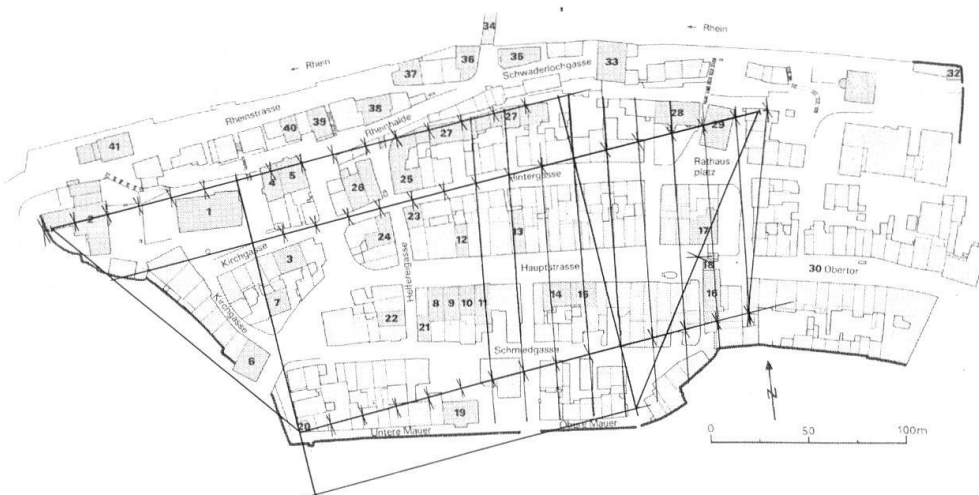 34
← Rhein
35
36
33
← Rhein
32
37
Schwaderlochgasse
Rheinstrasse
38
39
40
Rheinhalde
41
27
27
28
29
Rathaus
platz
4
5
25
26
Hintergasse
2
1
23
24
12
13
17
Kirchgasse
3
Helfereigasse
Hauptstrasse
18
30 Obertor
Kirchgasse
7
8
9
10
11
14
15
16
22
21
6
Schmiedgasse
20
19
Untere Mauer
Obere Mauer
N
0
50
100m